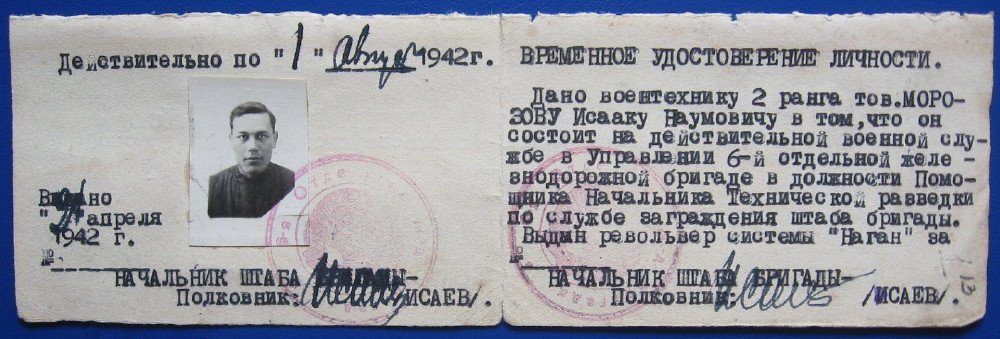 Действительно по "1" август 1942г.
Выдано
" апреля
1942 г.
№
НАЧАЛЬНИК ШТАБА БРИГАДЫ-
Полковник: /ИСАЕВ/.
ВРЕМЕННОЕ УДОСТОВЕРЕНИЕ ЛИЧНОСТИ.
Дано воентехнику 2 ранга тов.МОРО-
ЗОВУ Исааку Наумовичу в том,что он
состоит на действительной военной слу-
жбе в Управлении 6-й отдельной желе-
знодорожной бригаде в должности Помо-
щника Начальника Технической разведки
по службе заграждения штаба бригады.
Выдан револьвер системы "Наган" за
№
НАЧАЛЬНИК ШТАБА БРИГАДЫ-
Полковник: /ИСАЕВ/.